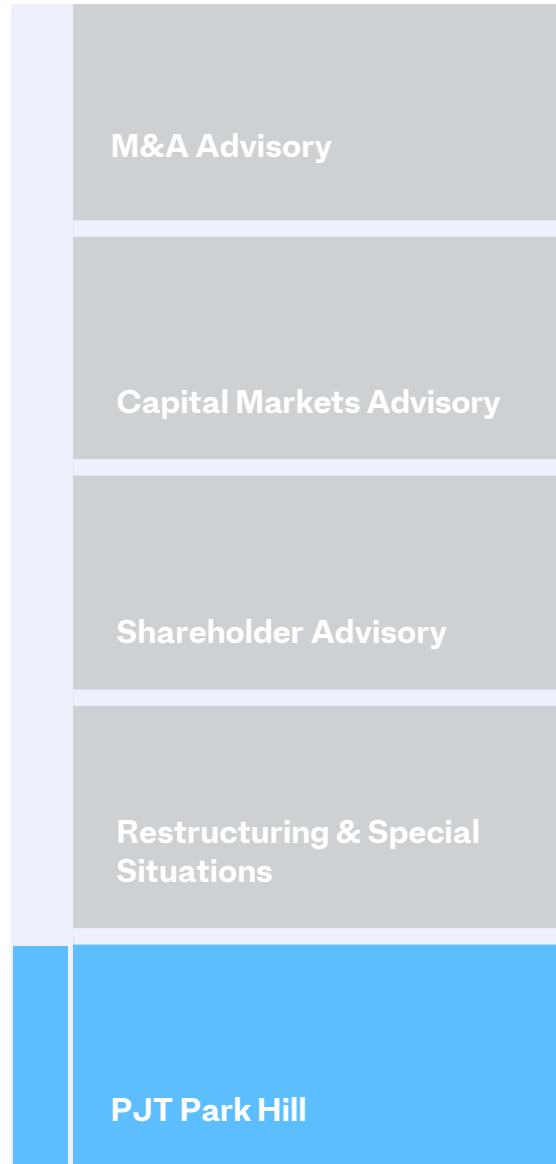 M&A Advisory
Capital Markets Advisory
Shareholder Advisory
Restructuring & Special
Situations
PJT Park Hill